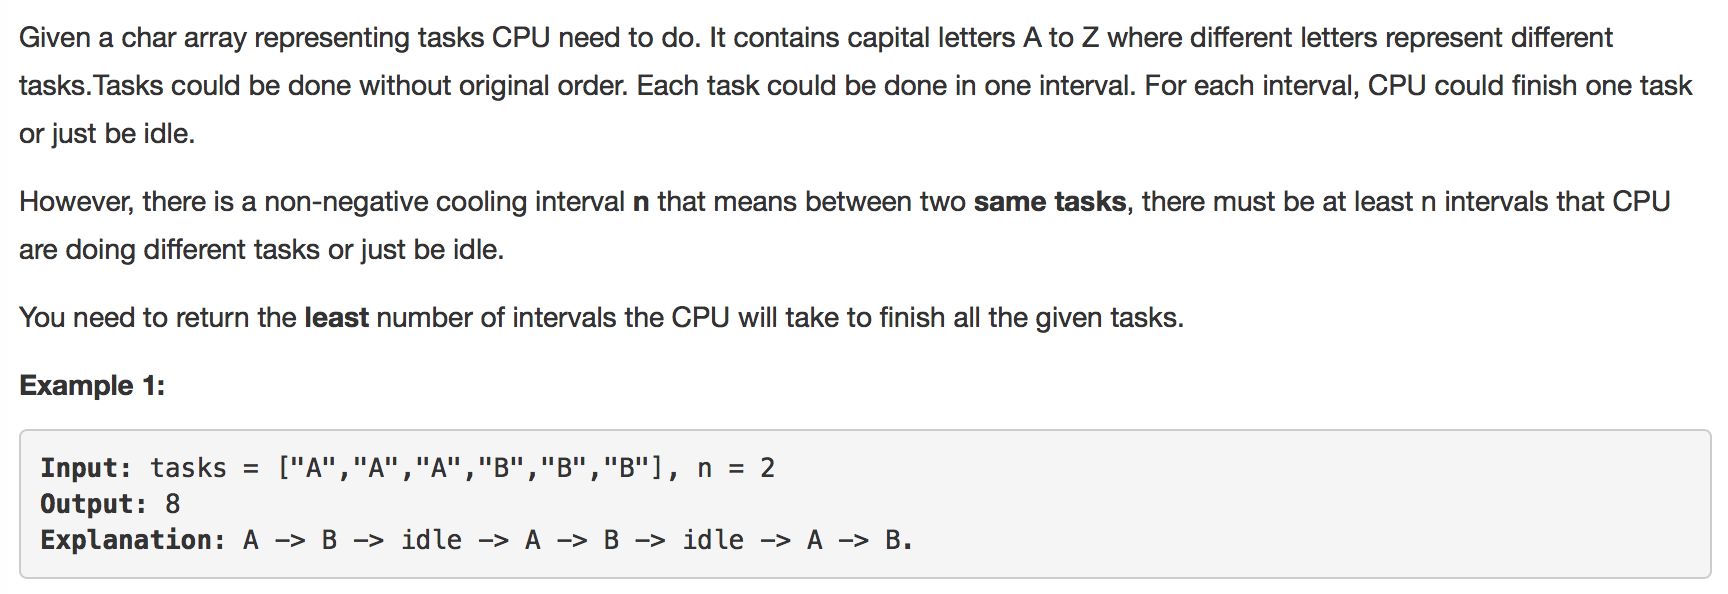 Given a char array representing tasks CPU need to do. It contains capital letters A to Z where different letters represent different
tasks.Tasks could be done without original order. Each task could be done in one interval. For each interval, CPU could finish one task
or just be idle.
However, there is a non-negative cooling interval n that means between two same tasks, there must be at least n intervals that CPU
are doing different tasks or just be idle.
You need to return the least number of intervals the CPU will take to finish all the given tasks.
Example 1:
Input: tasks = ["A","A","A","B","B","B"], n = 2
Output: 8
Explanation: A -> B -> idle -> A -> B -> idle -> A -> B.